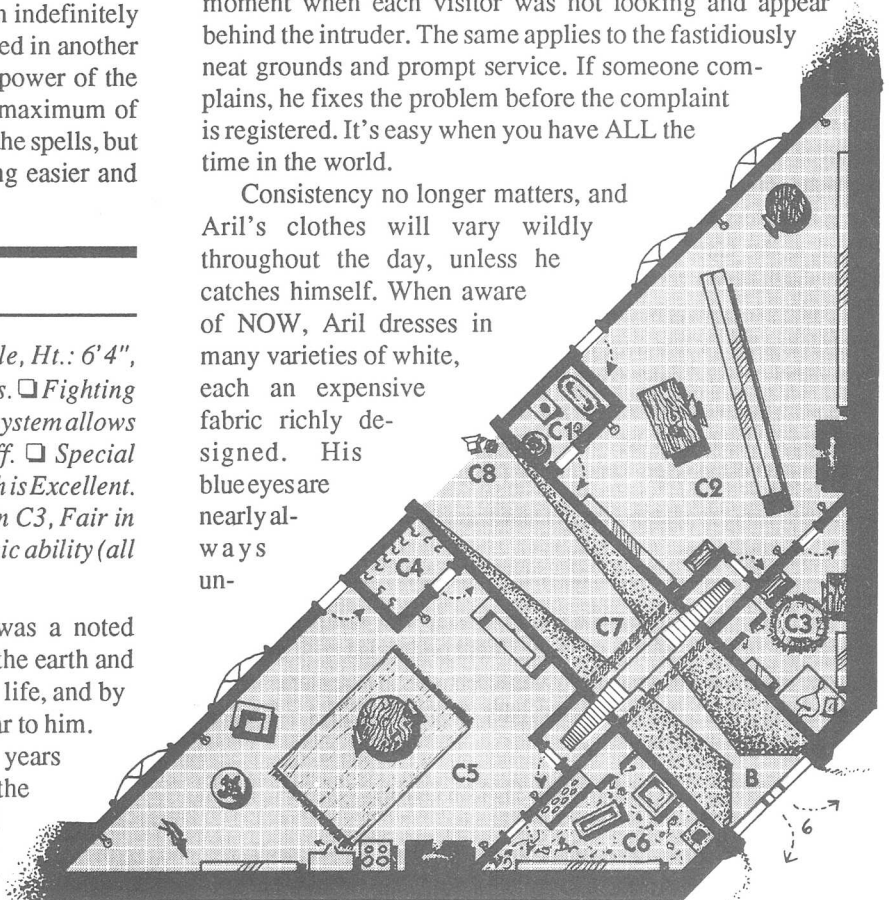 n indefinitely
ed in another
power of the
maximum of
he spells, but
ng easier and
le, Ht.: 6'4",
s. ❏ Fighting
ystem allows
ff. ❏ Special
h is Excellent.
n C3, Fair in
ic ability (all
was a noted
the earth and
life, and by
ar to him.
years
the
moment when each visitor was not looking and appear
behind the intruder. The same applies to the fastidiously
neat grounds and prompt service. If someone com-
plains, he fixes the problem before the complaint
is registered. It's easy when you have ALL the
time in the world.
Consistency no longer matters, and
Aril's clothes will vary wildly
throughout the day, unless he
catches himself. When aware
of NOW, Aril dresses in
many varieties of white,
each an expensive
fabric richly de-
signed. His
blue eyes are
nearly al-
ways
un-
C1
C8
C2
C4
C7
C3
C5
B
C6
6